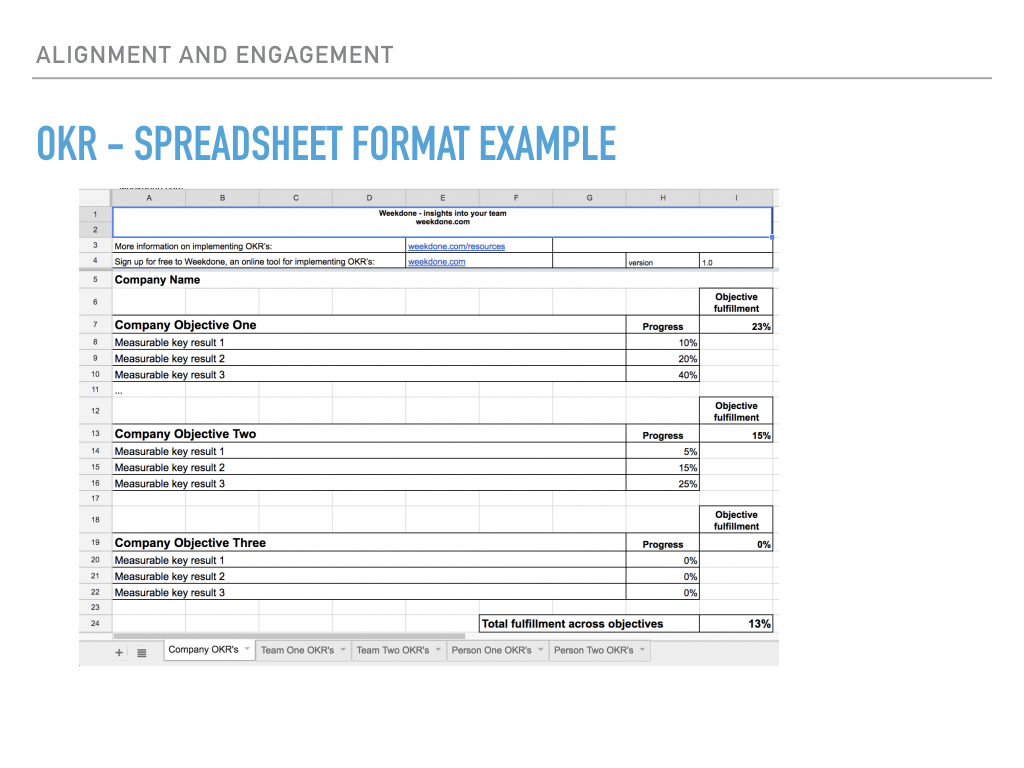 ALIGNMENT AND ENGAGEMENT
OKR – SPREADSHEET FORMAT EXAMPLE
A B C D E F G H I
1 Weekdone - insights into your team
2 weekdone.com
3 More information on implementing OKR's: weekdone.com/resources
4 Sign up for free to Weekdone, an online tool for implementing OKR's: weekdone.com version 1.0
5 Company Name
6 Objective fulfillment
7 Company Objective One Progress 23%
8 Measurable key result 1 10%
9 Measurable key result 2 20%
10 Measurable key result 3 40%
11 ...
12 Objective fulfillment
13 Company Objective Two Progress 15%
14 Measurable key result 1 5%
15 Measurable key result 2 15%
16 Measurable key result 3 25%
17
18 Objective fulfillment
19 Company Objective Three Progress 0%
20 Measurable key result 1 0%
21 Measurable key result 2 0%
22 Measurable key result 3 0%
23
24 Total fulfillment across objectives 13%
+ Company OKR's Team One OKR's Team Two OKR's Person One OKR's Person Two OKR's